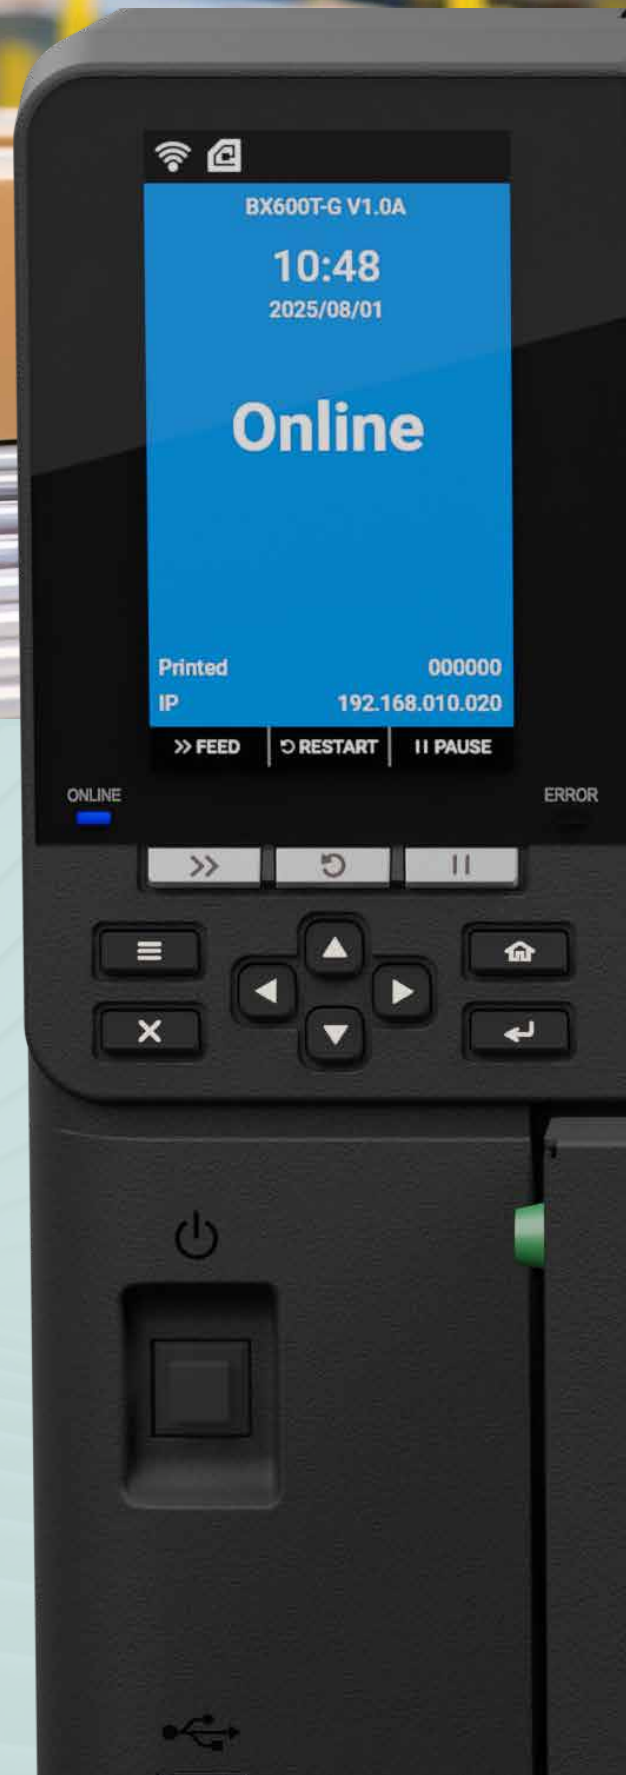 BX600T-G V1.0A
10:48
2025/08/01
Online
Printed 000000
IP 192.168.010.020
FEED RESTART PAUSE
ONLINE ERROR